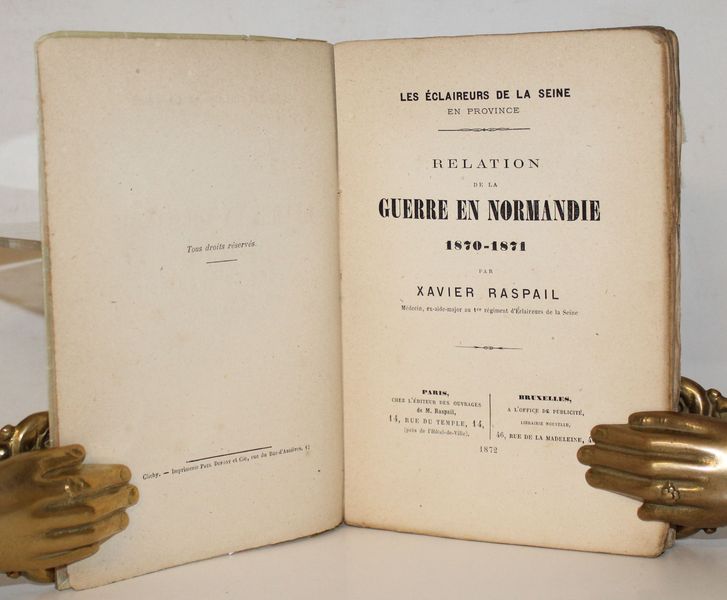 Tous droits réservés.
Clichy. — Imprimerie PAUL DUPONT et Cie, rue du Bac-d'Asnières,
LES ÉCLAIREURS DE LA SEINE
EN PROVINCE
RELATION
DE LA
GUERRE EN NORMANDIE
1870-1871
PAR
XAVIER RASPAIL
Médecin, ex-aide-major au 1er régiment d'Éclaireurs de la Seine
PARIS,
CHEZ L'ÉDITEUR DES OUVRAGES
de M. Raspail,
14, RUE DU TEMPLE, 14,
(près de l'Hôtel-de-Ville).
BRUXELLES,
A L'OFFICE DE PUBLICITÉ,
LIBRAIRIE NOUVELLE,
46, RUE DE LA MADELEINE,
1872